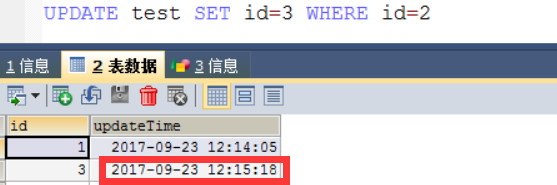 UPDATE test SET id=3 WHERE id=2
1 信息 2 表数据 3 信息
id updateTime
1 2017-09-23 12:14:05
3 2017-09-23 12:15:18